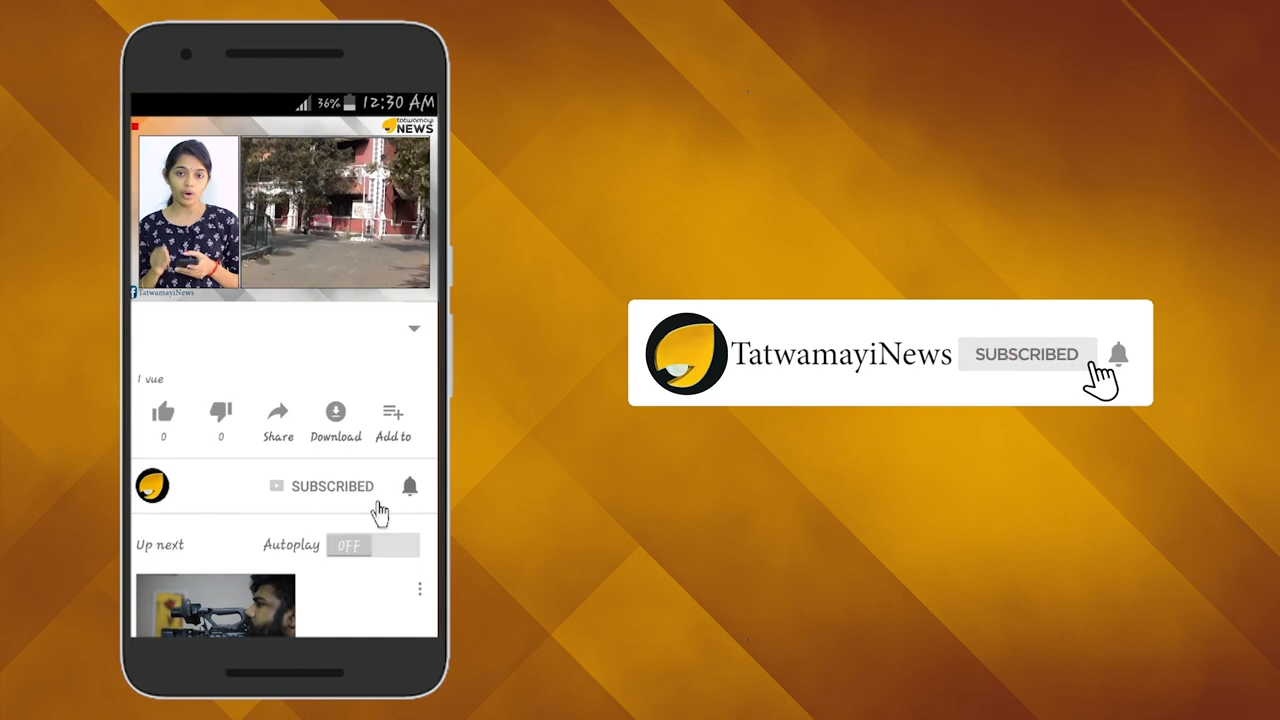 36% 12:30 AM
tatwamayi
NEWS
TatwamayiNews
1 vue
0 0 Share Download Add to
SUBSCRIBED
Up next Autoplay OFF
TatwamayiNews SUBSCRIBED